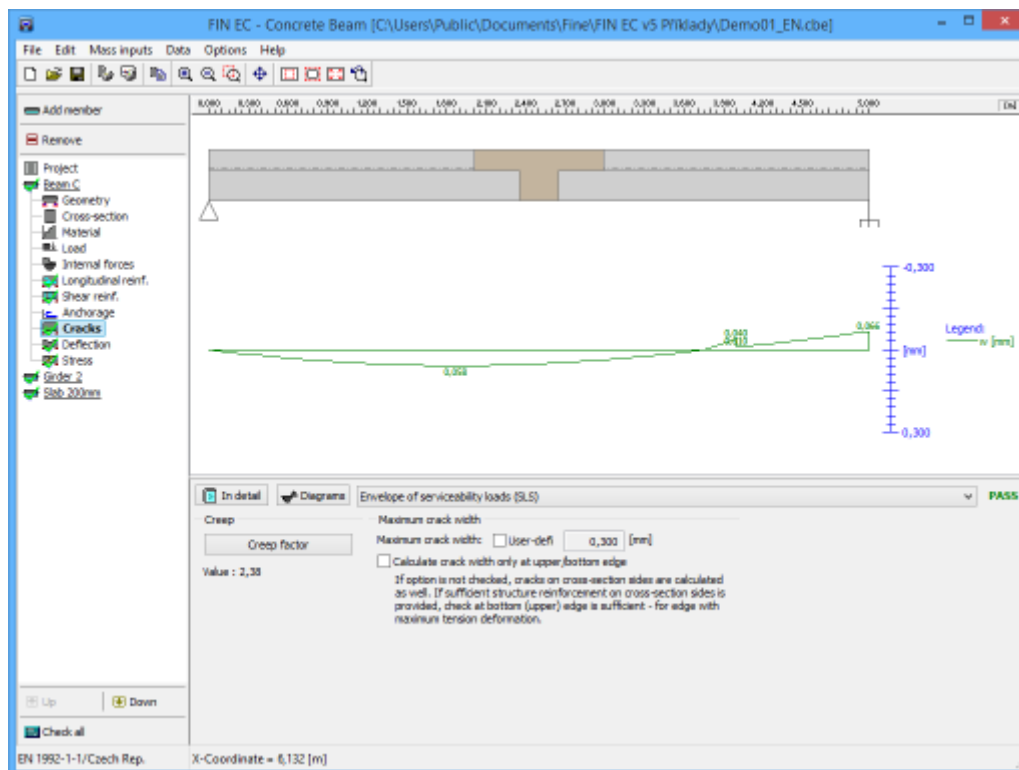 FIN EC - Concrete Beam [C:\Users\Public\Documents\Fine\FIN EC v5 Příklady\Demo01_EN.cbe]
File Edit Mass inputs Data Options Help
Add member
Remove
Project
Beam C
Geometry
Cross-section
Material
Load
Internal forces
Longitudinal reinf.
Shear reinf.
Anchorage
Cracks
Deflection
Stress
Girder 2
Slab 200mm
Up
Down
Check all
[m]
-0,300
0,040
0,066
Legend:
[mm]
w [mm]
0,058
0,300
In detail
Diagrams
Envelope of serviceability loads (SLS)
PASS
Creep
Creep factor
Value : 2,38
Maximum crack width
Maximum crack width:
User-defi
0,300
[mm]
Calculate crack width only at upper/bottom edge
If option is not checked, cracks on cross-section sides are calculated
as well. If sufficient structure reinforcement on cross-section sides is
provided, check at bottom (upper) edge is sufficient - for edge with
maximum tension deformation.
EN 1992-1-1/Czech Rep.
X-Coordinate = 6,132 [m]